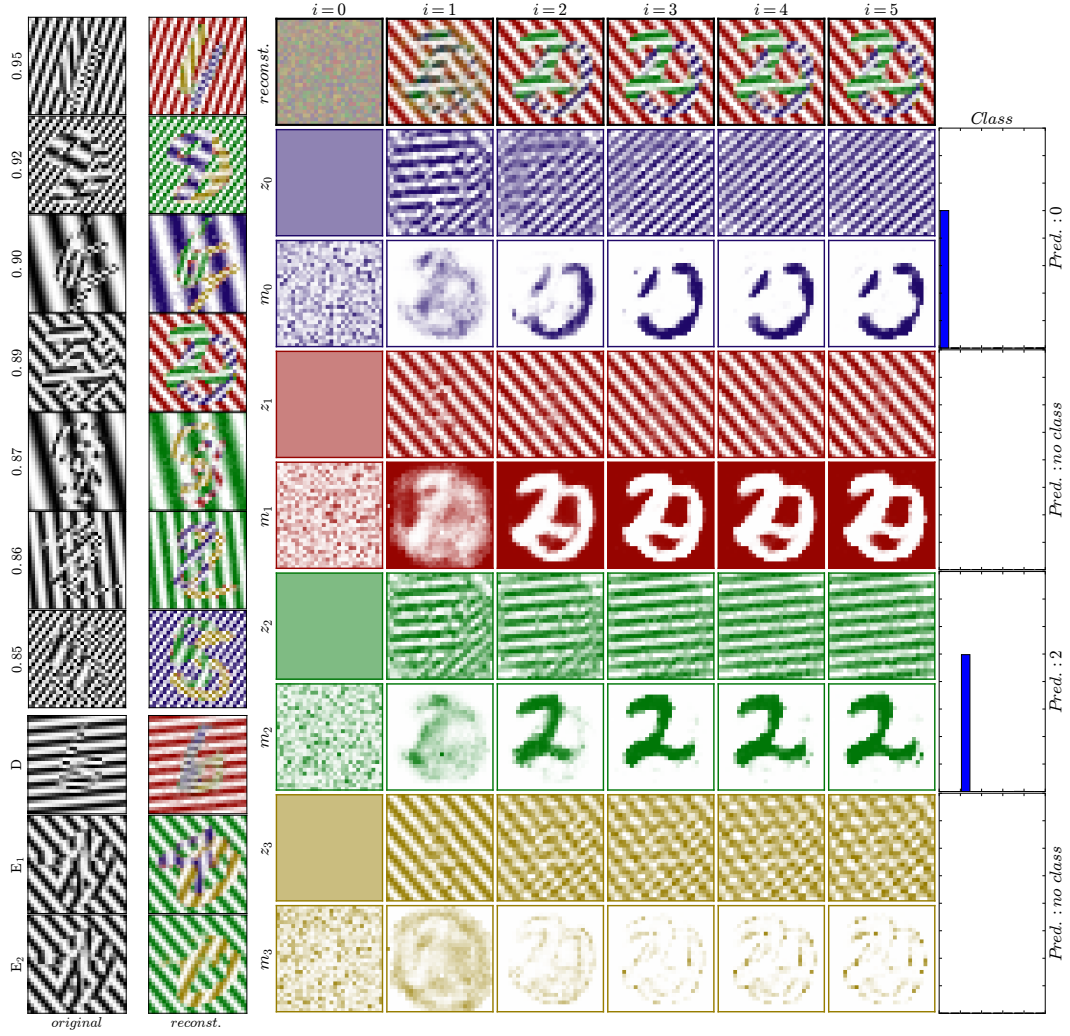 i = 0 i = 1 i = 2 i = 3 i = 4 i = 5
Class
reconst.
z₀
m₀
z₁
m₁
z₂
m₂
z₃
m₃
Pred. : 0
Pred. : no class
Pred. : 2
Pred. : no class
0.95
0.92
0.90
0.89
0.87
0.86
0.85
D
E₁
E₂
original reconst.